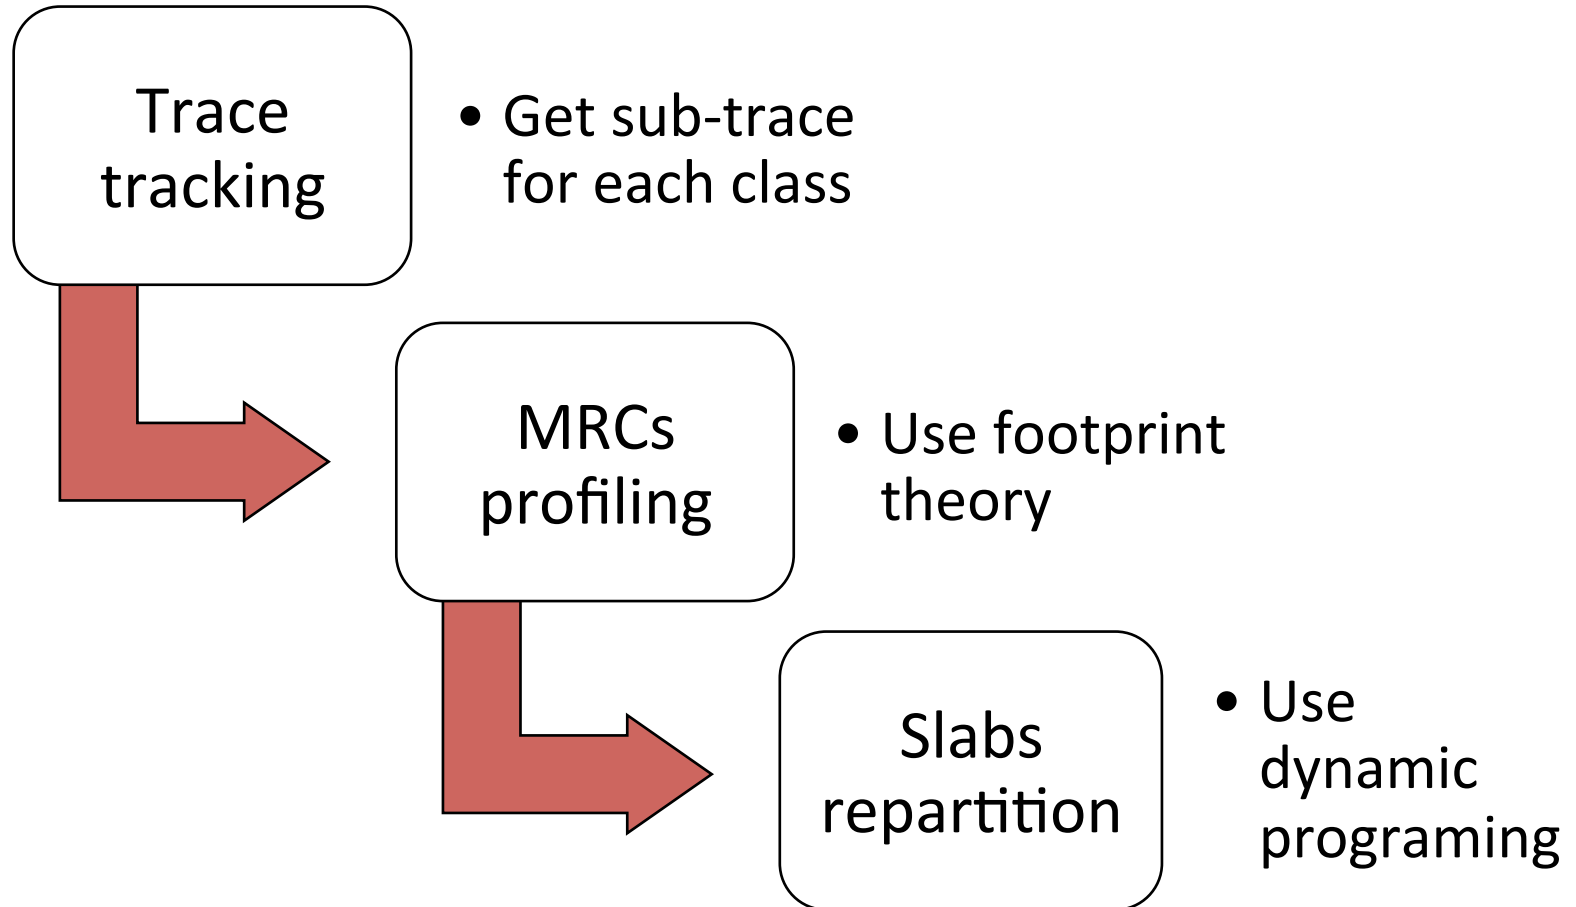 Trace
tracking
• Get sub-trace
for each class
MRCs
profiling
• Use footprint
theory
Slabs
repartition
• Use
dynamic
programing